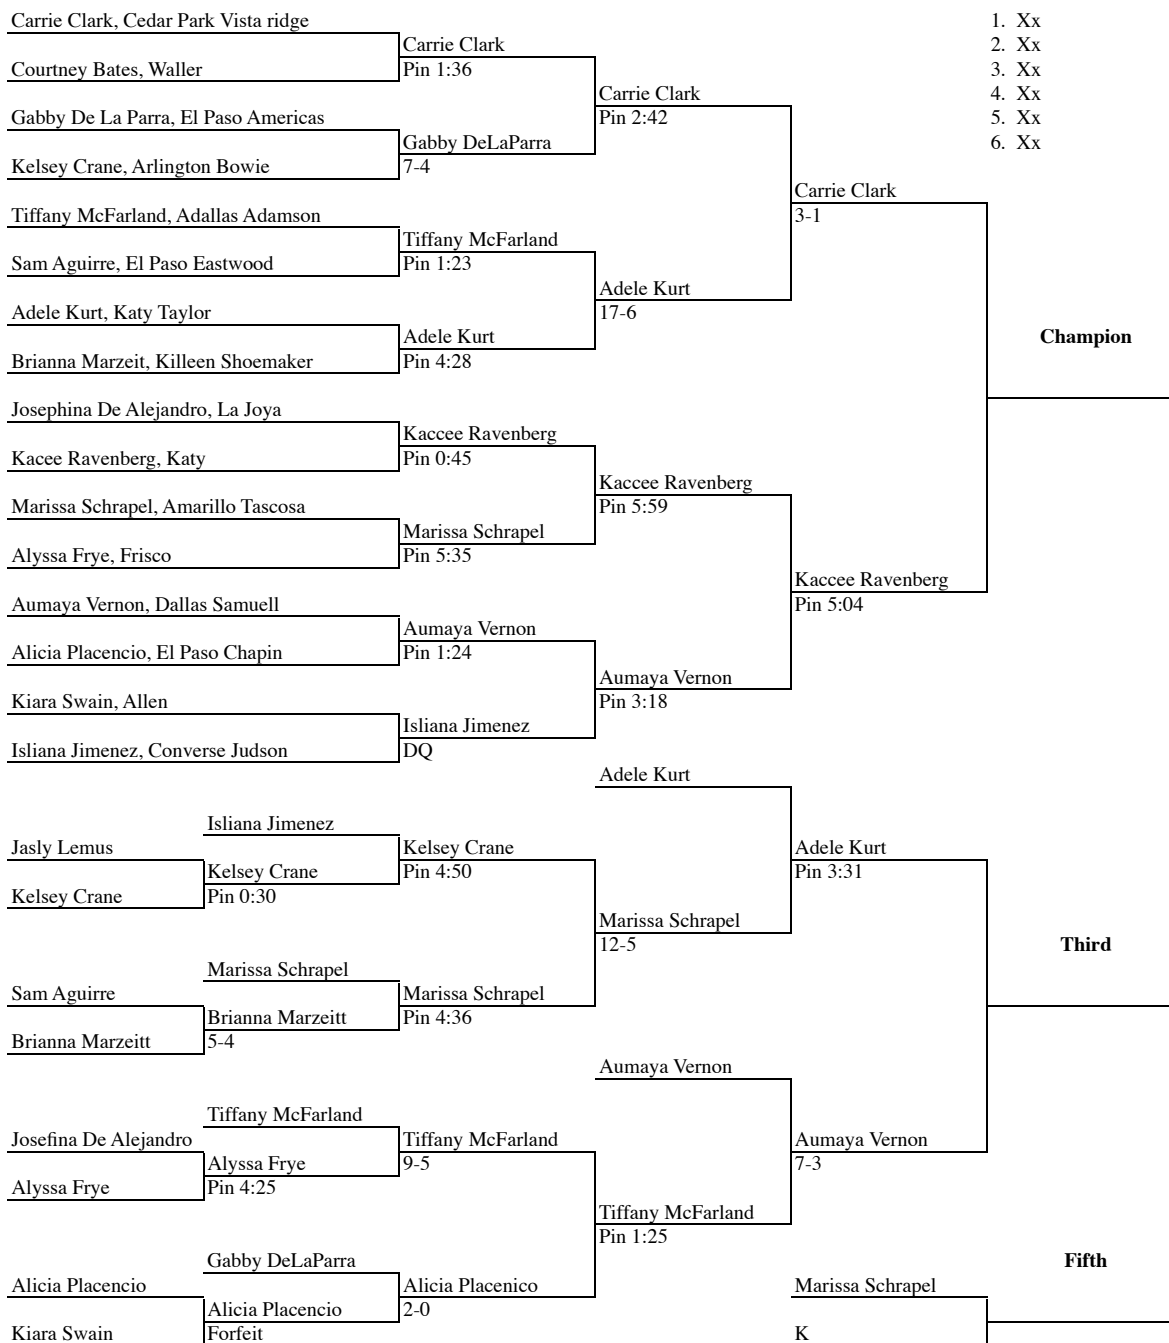 Carrie Clark, Cedar Park Vista ridge
1. Xx
Carrie Clark
2. Xx
Courtney Bates, Waller
Pin 1:36
3. Xx
Carrie Clark
4. Xx
Gabby De La Parra, El Paso Americas
Pin 2:42
5. Xx
Gabby DeLaParra
6. Xx
Kelsey Crane, Arlington Bowie
7-4
Carrie Clark
Tiffany McFarland, Adallas Adamson
3-1
Tiffany McFarland
Sam Aguirre, El Paso Eastwood
Pin 1:23
Adele Kurt
Adele Kurt, Katy Taylor
17-6
Adele Kurt
Champion
Brianna Marzeit, Killeen Shoemaker
Pin 4:28
Josephina De Alejandro, La Joya
Kaccee Ravenberg
Kacee Ravenberg, Katy
Pin 0:45
Kaccee Ravenberg
Marissa Schrapel, Amarillo Tascosa
Pin 5:59
Marissa Schrapel
Alyssa Frye, Frisco
Pin 5:35
Kaccee Ravenberg
Aumaya Vernon, Dallas Samuell
Pin 5:04
Aumaya Vernon
Alicia Placencio, El Paso Chapin
Pin 1:24
Aumaya Vernon
Kiara Swain, Allen
Pin 3:18
Isliana Jimenez
Isliana Jimenez, Converse Judson
DQ
Adele Kurt
Isliana Jimenez
Jasly Lemus
Kelsey Crane
Adele Kurt
Kelsey Crane
Pin 4:50
Pin 3:31
Kelsey Crane
Pin 0:30
Marissa Schrapel
12-5
Third
Marissa Schrapel
Sam Aguirre
Marissa Schrapel
Brianna Marzeitt
Pin 4:36
Brianna Marzeitt
5-4
Aumaya Vernon
Tiffany McFarland
Josefina De Alejandro
Tiffany McFarland
Aumaya Vernon
Alyssa Frye
9-5
7-3
Alyssa Frye
Pin 4:25
Tiffany McFarland
Pin 1:25
Gabby DeLaParra
Fifth
Alicia Placencio
Alicia Placenico
Marissa Schrapel
Alicia Placencio
2-0
Kiara Swain
Forfeit
K